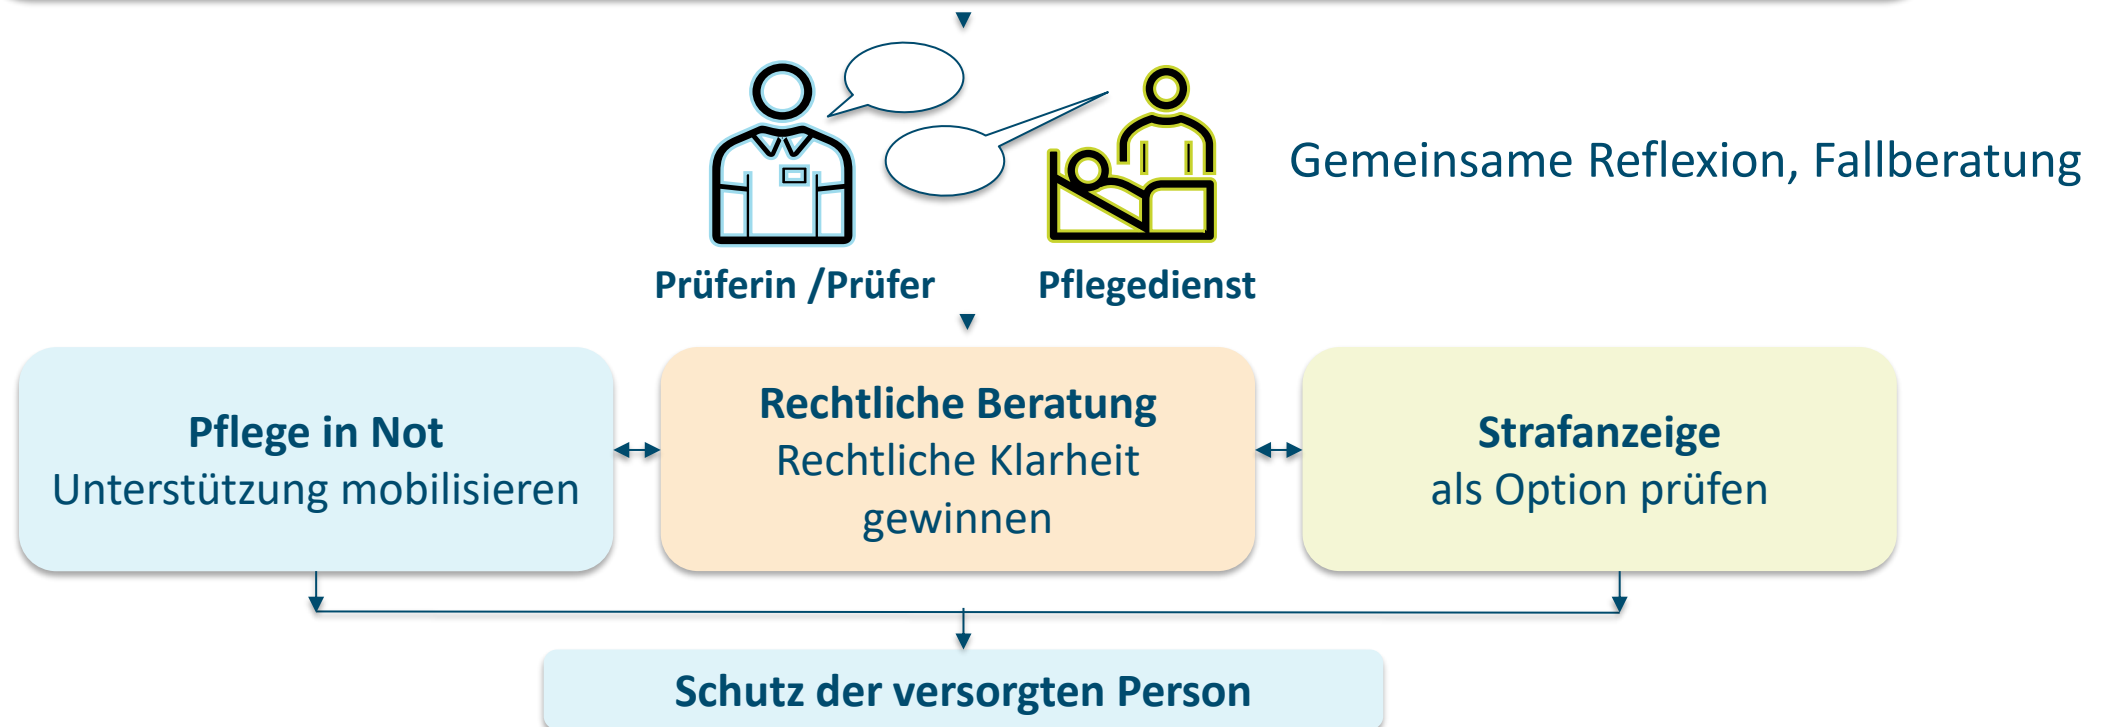 Gemeinsame Reflexion, Fallberatung
Prüferin /Prüfer
Pflegedienst
Pflege in Not
Unterstützung mobilisieren
Rechtliche Beratung
Rechtliche Klarheit
gewinnen
Strafanzeige
als Option prüfen
Schutz der versorgten Person